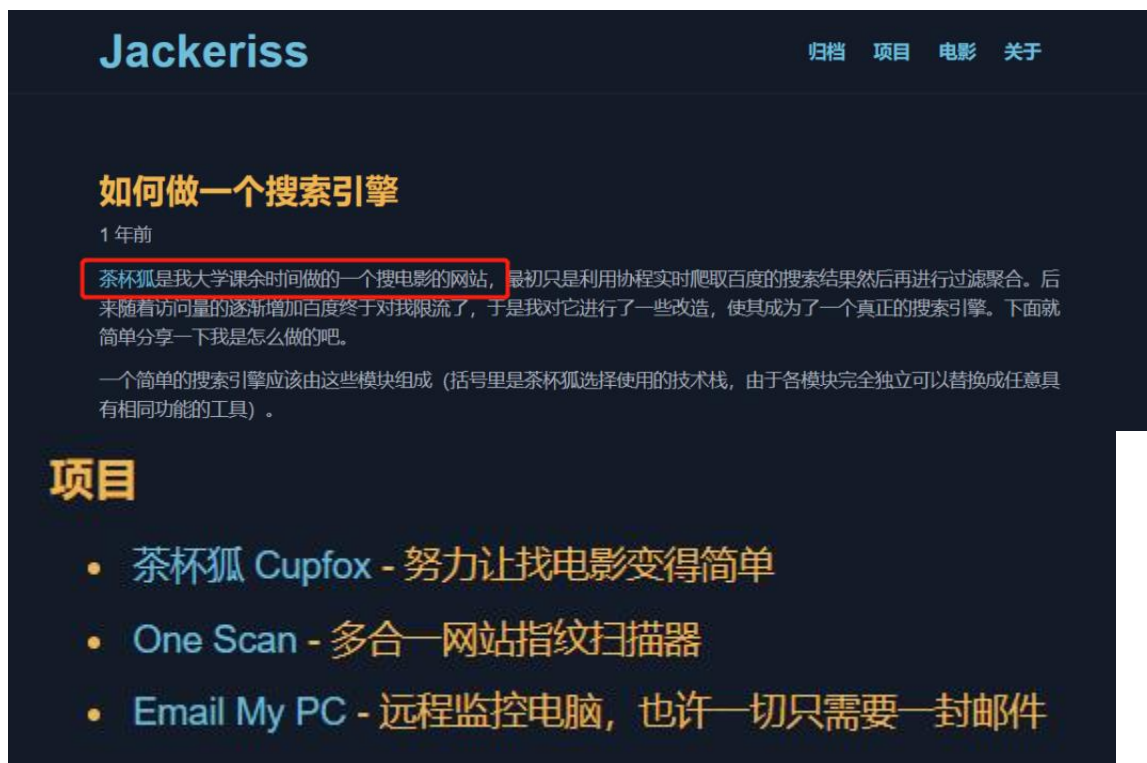 Jackeriss
归档 项目 电影 关于
如何做一个搜索引擎
1 年前
茶杯狐是我大学课余时间做的一个搜电影的网站，最初只是利用协程实时爬取百度的搜索结果然后再进行过滤聚合。后
来随着访问量的逐渐增加百度终于对我限流了，于是我对它进行了一些改造，使其成为了一个真正的搜索引擎。下面就
简单分享一下我是怎么做的吧。
一个简单的搜索引擎应该由这些模块组成（括号里是茶杯狐选择使用的技术栈，由于各模块完全独立可以替换成任意具
有相同功能的工具）。
项目
• 茶杯狐 Cupfox - 努力让找电影变得简单
• One Scan - 多合一网站指纹扫描器
• Email My PC - 远程监控电脑，也许一切只需要一封邮件